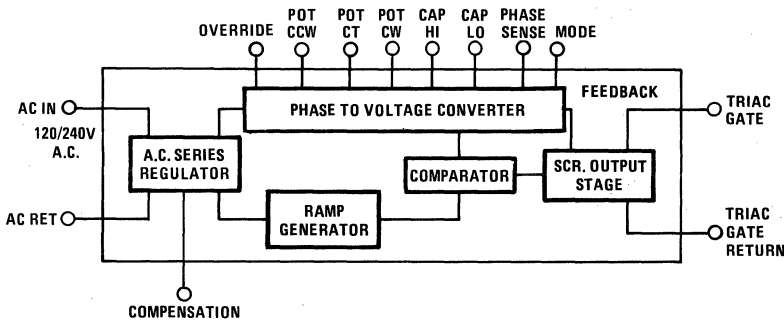 OVERRIDE
POT CCW
POT CT
POT CW
CAP HI
CAP LO
PHASE SENSE
MODE
AC IN
120/240V
A.C.
PHASE TO VOLTAGE CONVERTER
FEEDBACK
TRIAC
GATE
A.C. SERIES
REGULATOR
COMPARATOR
SCR. OUTPUT
STAGE
AC RET
RAMP
GENERATOR
TRIAC
GATE
RETURN
COMPENSATION